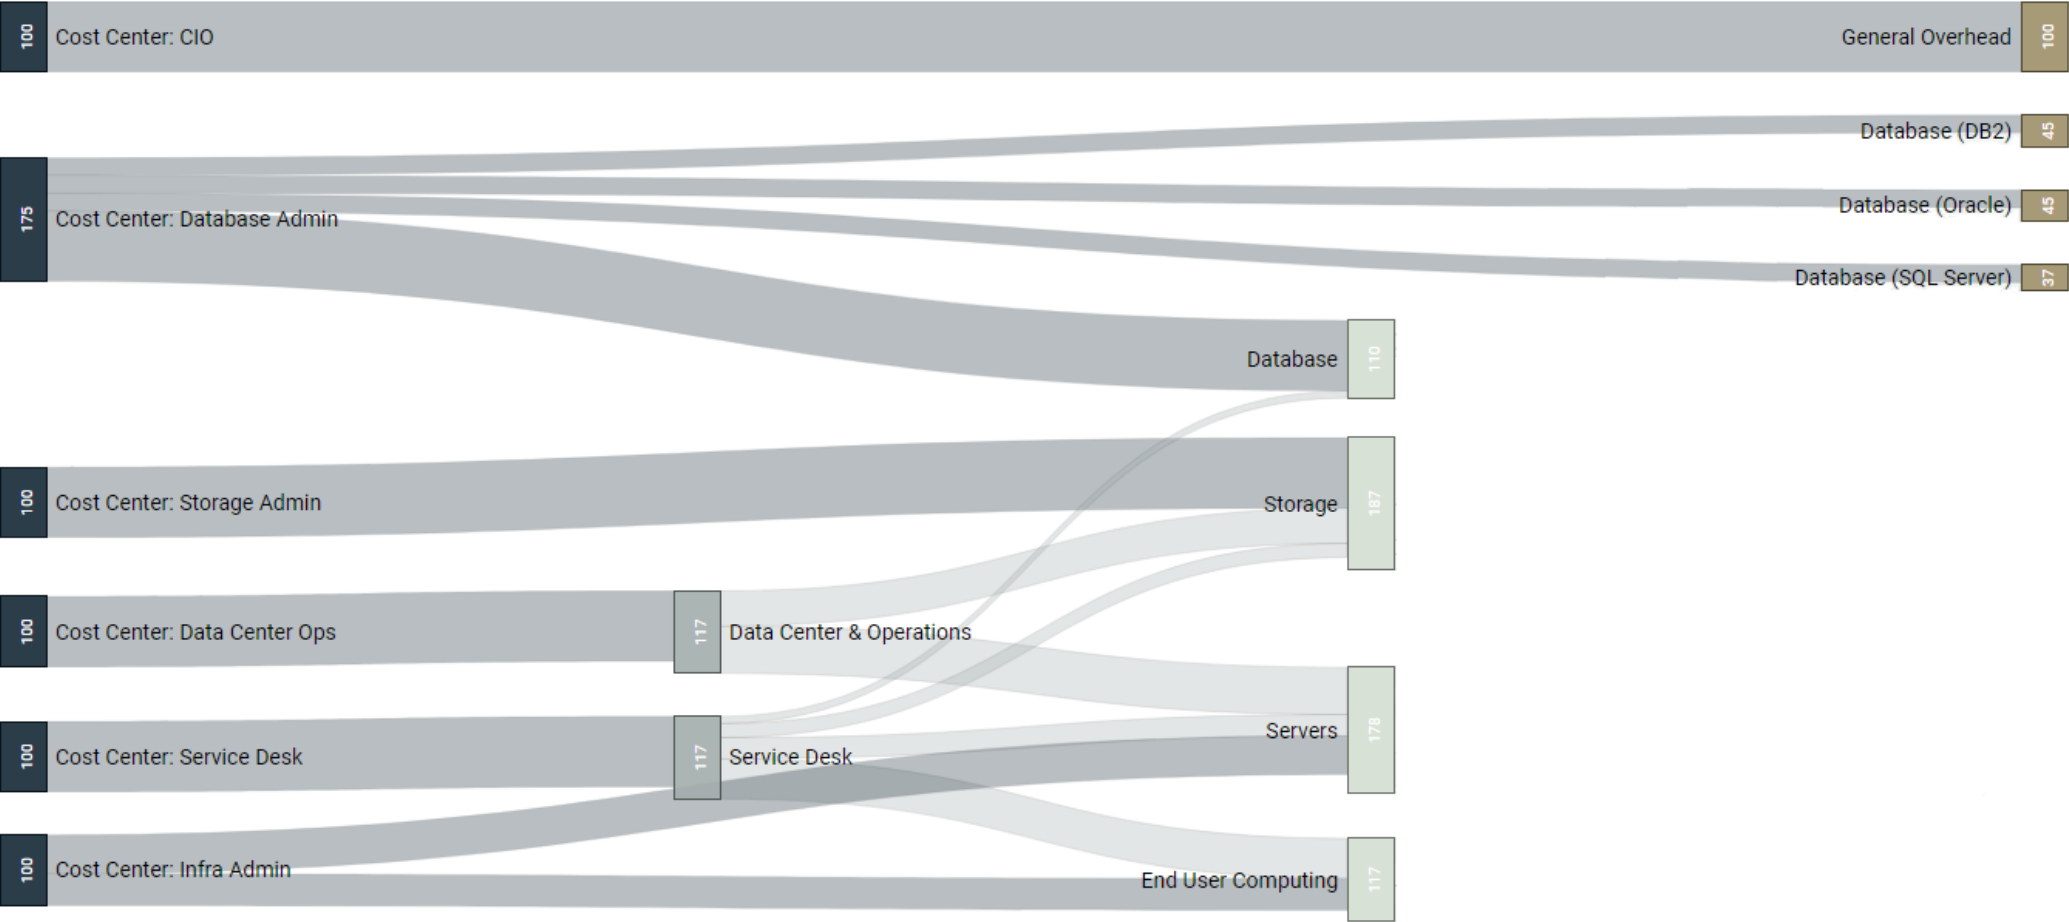 100 Cost Center: CIO General Overhead 100
Database (DB2) 45
Database (Oracle) 45
175 Cost Center: Database Admin
Database (SQL Server) 37
Database 110
100 Cost Center: Storage Admin Storage 187
100 Cost Center: Data Center Ops 117 Data Center & Operations
Servers 178
100 Cost Center: Service Desk 117 Service Desk
100 Cost Center: Infra Admin
End User Computing 117